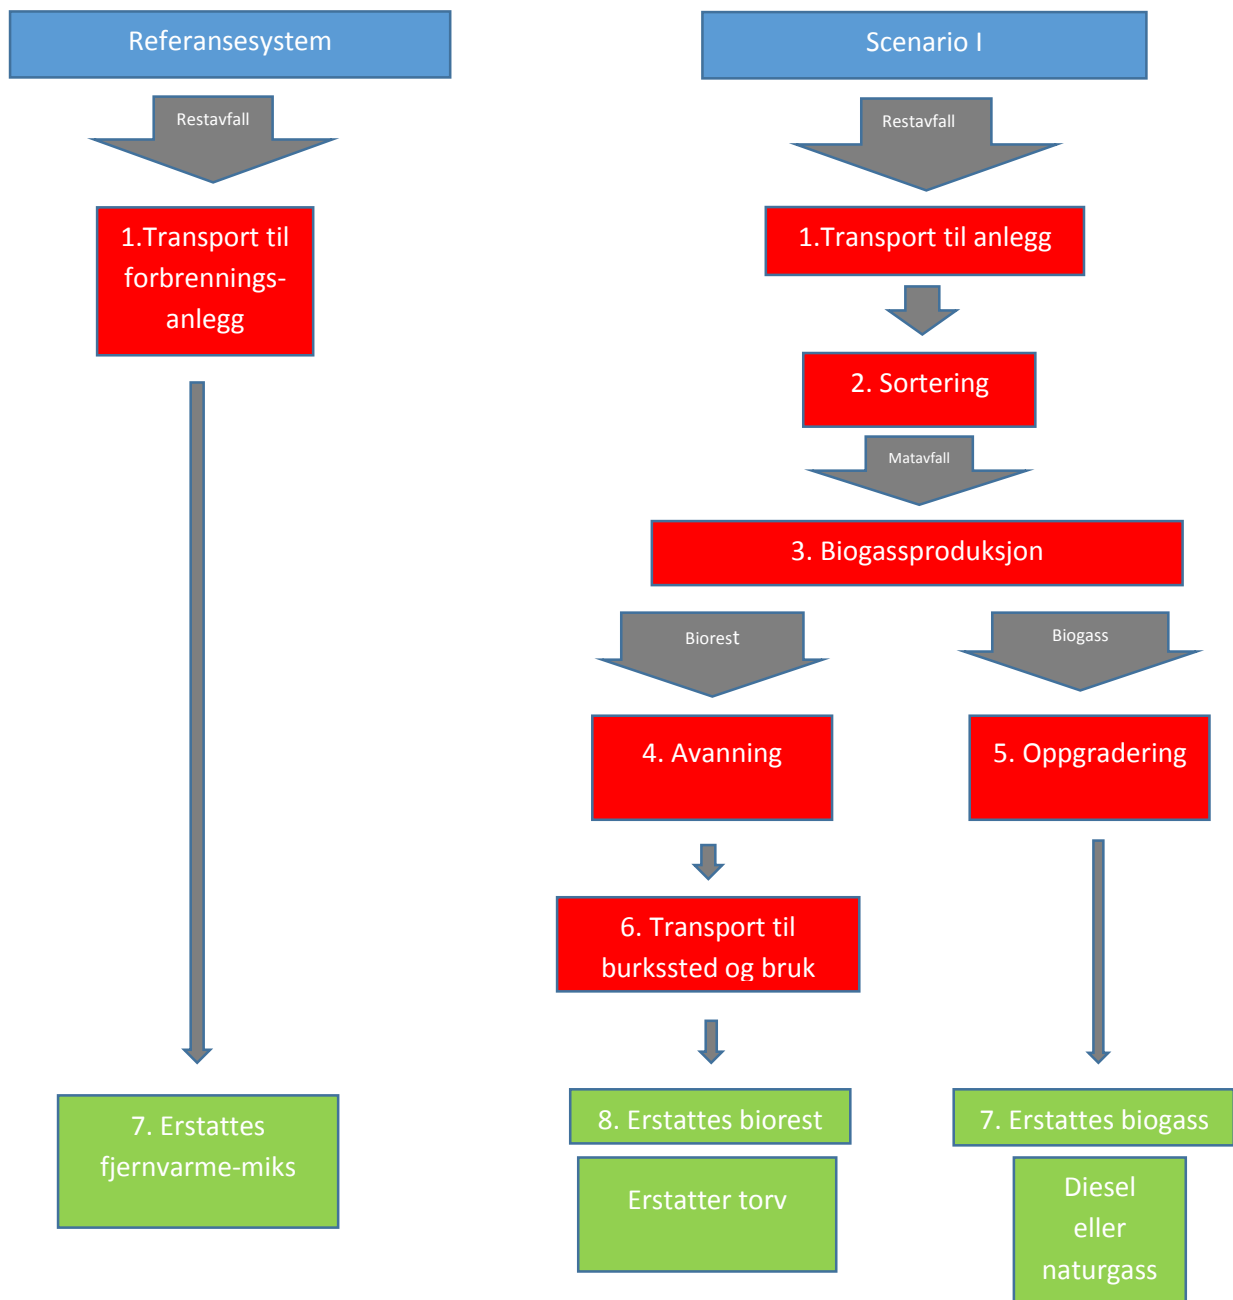 Referansesystem
Restavfall
1.Transport til
forbrennings-
anlegg
7. Erstattes
fjernvarme-miks
Scenario I
Restavfall
1.Transport til anlegg
2. Sortering
Matavfall
3. Biogassproduksjon
Biorest
Biogass
4. Avanning
5. Oppgradering
6. Transport til
burkssted og bruk
8. Erstattes biorest
7. Erstattes biogass
Erstatter torv
Diesel
eller
naturgass